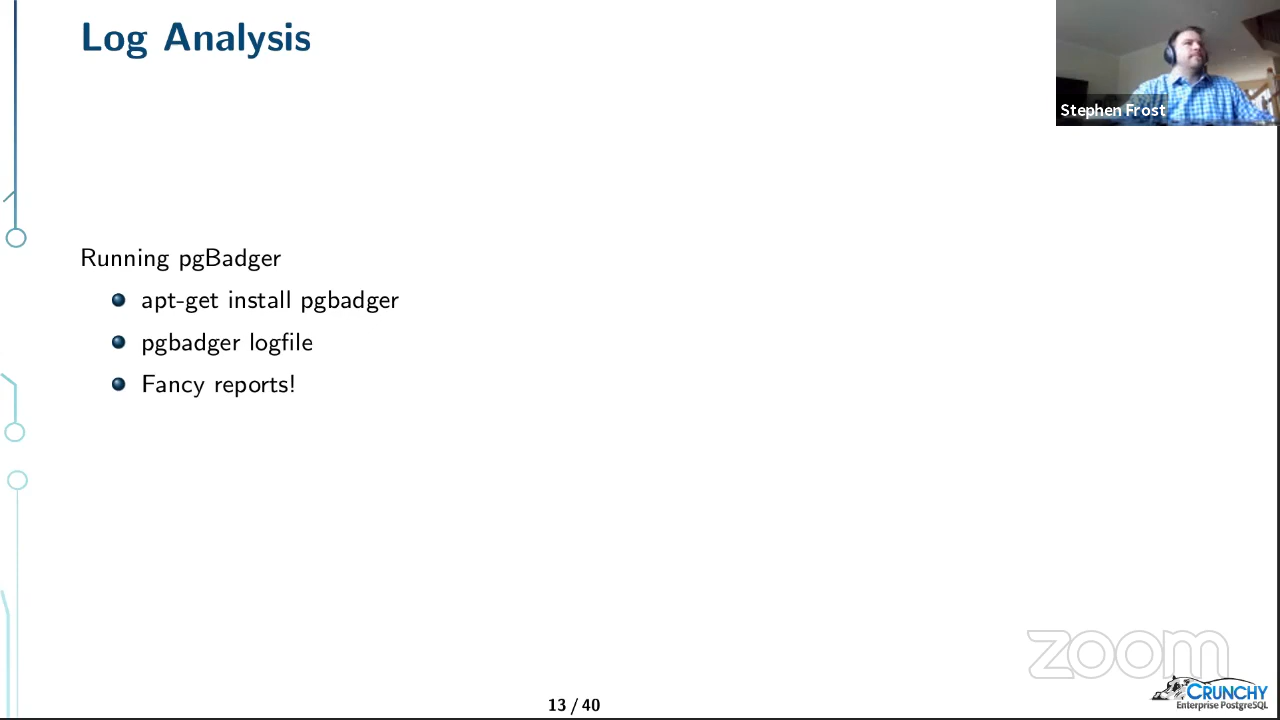 Log Analysis
Stephen Frost
Running pgBadger
apt-get install pgbadger
pgbadger logfile
Fancy reports!
zoom
CRUNCHY
Enterprise PostgreSQL
13 / 40